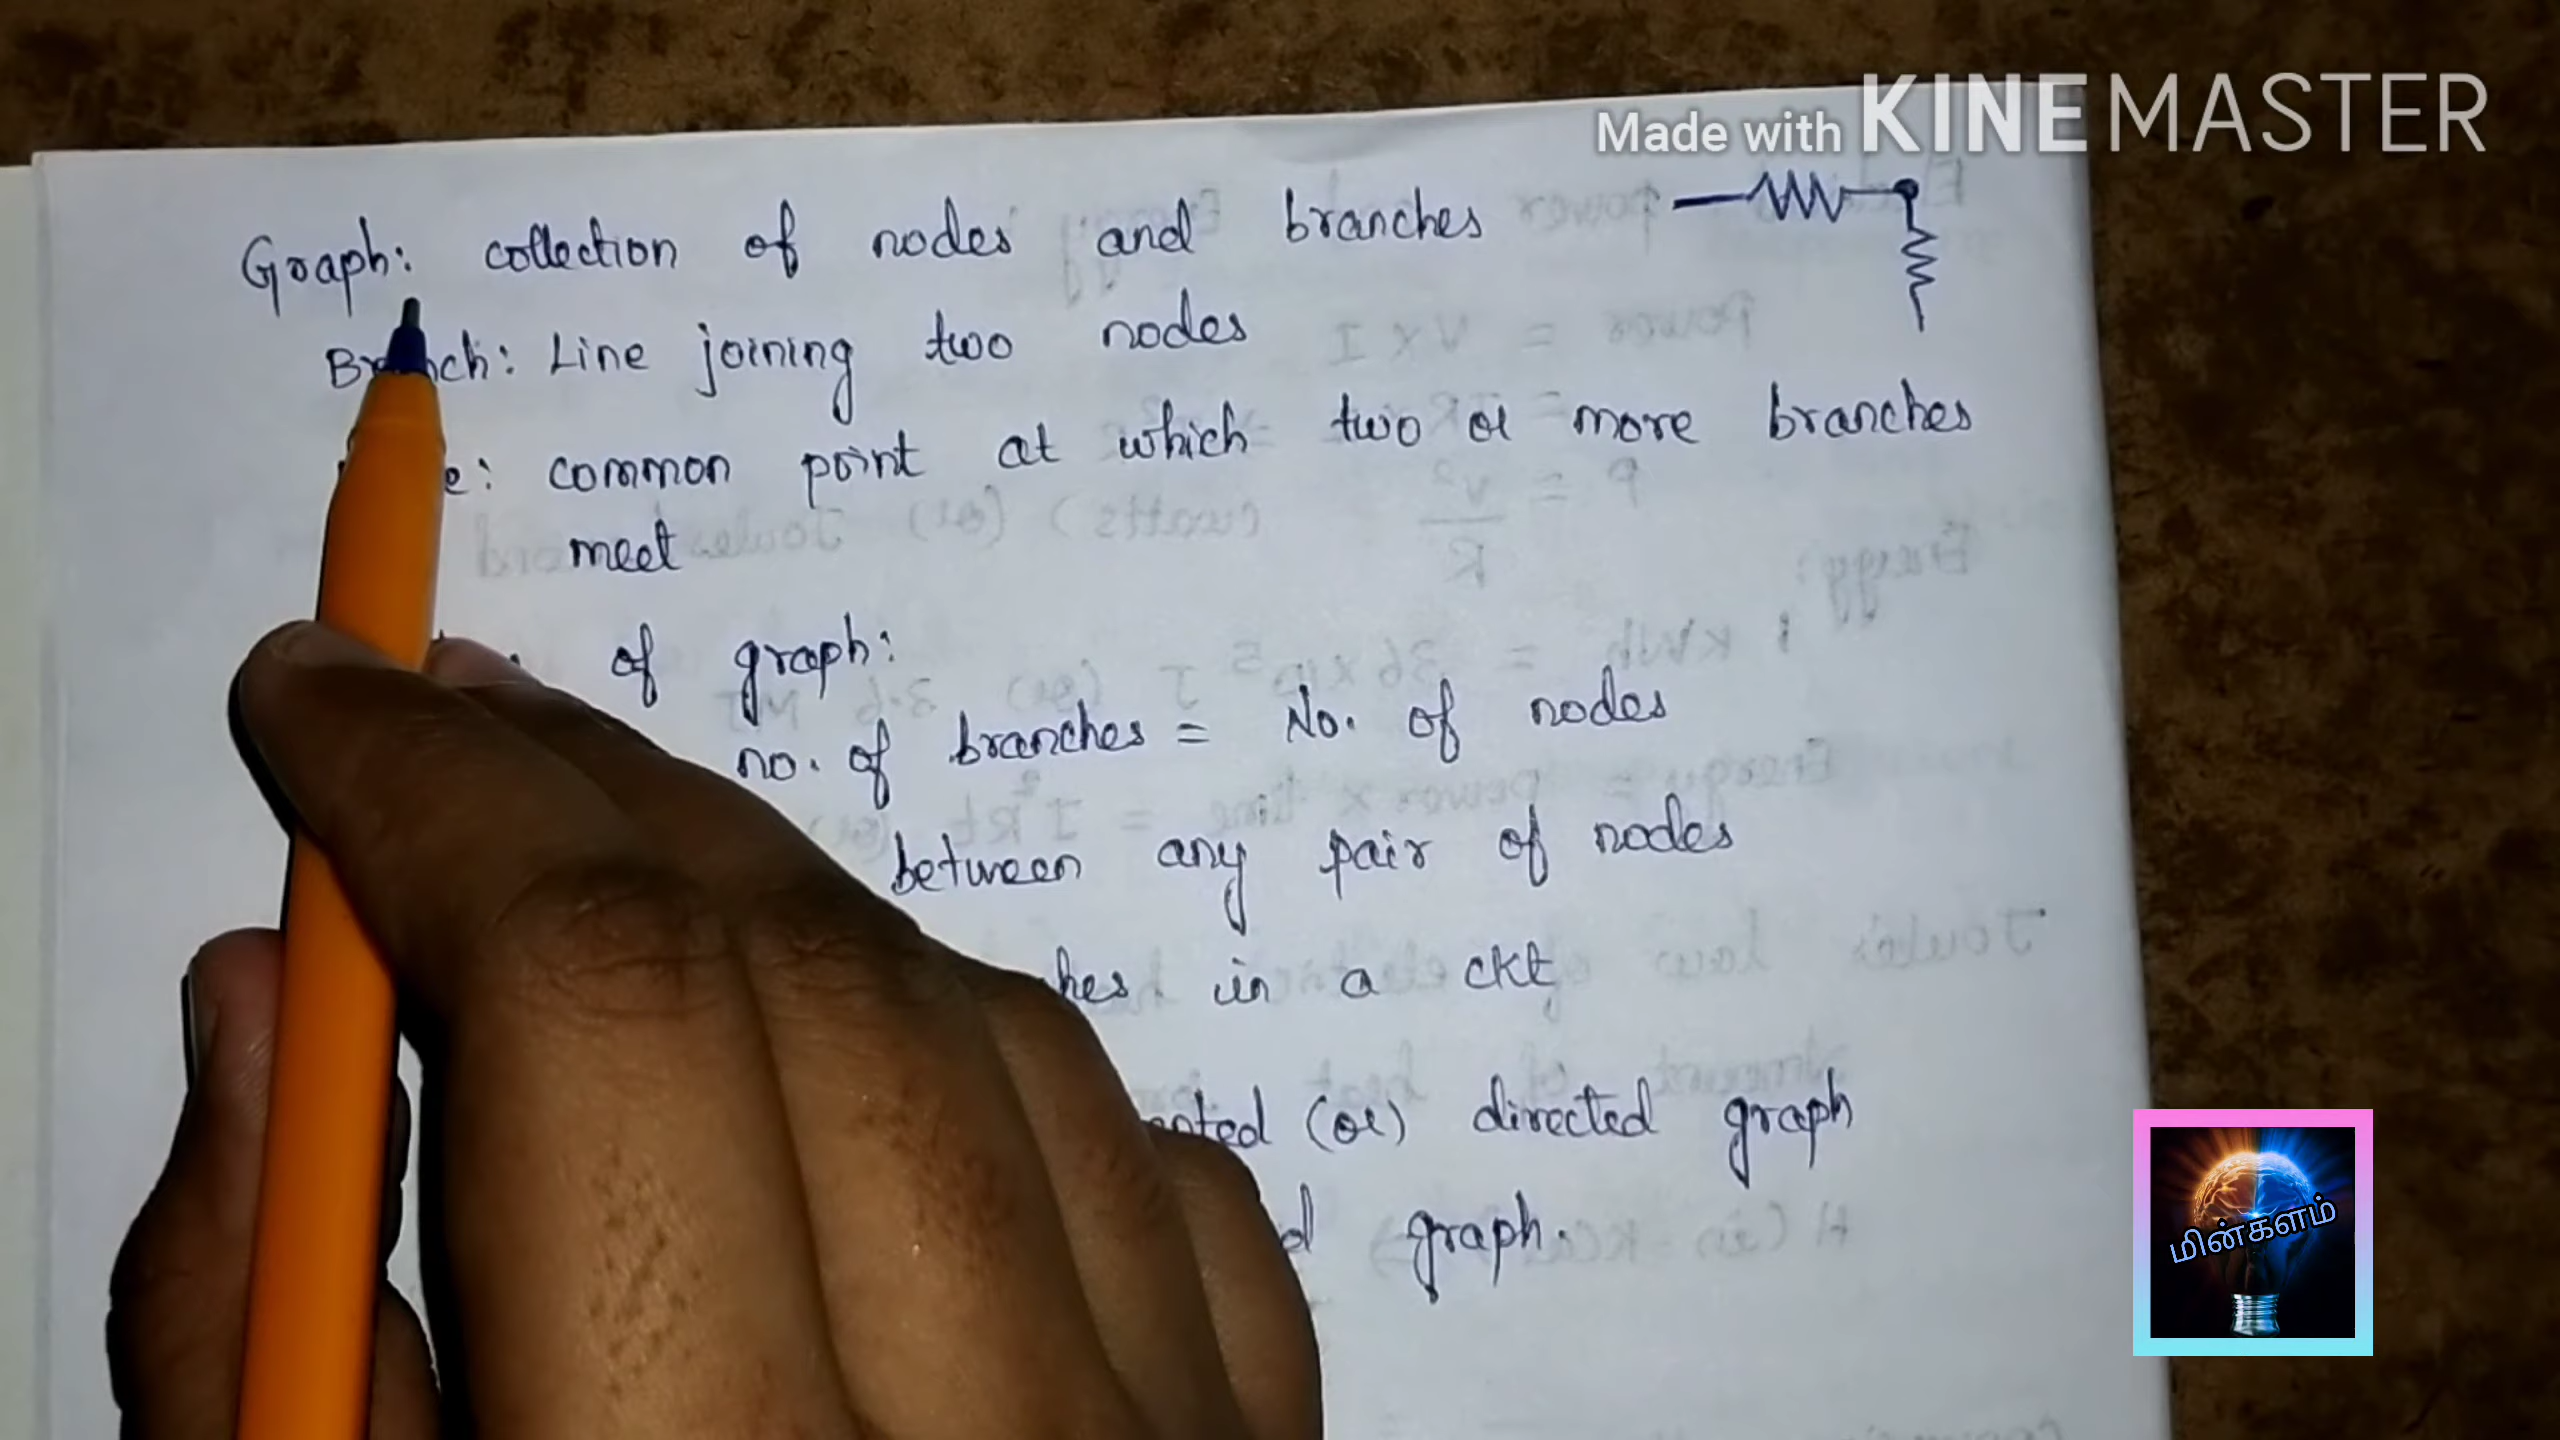 Made with KINEMASTER
Graph: collection of nodes and branches
Branch: Line joining two nodes
common point at which two or more branches
meet
of graph:
no. of branches = No. of nodes
between any pair of nodes
in a ckt
(or) directed graph
graph.
மின்களம்